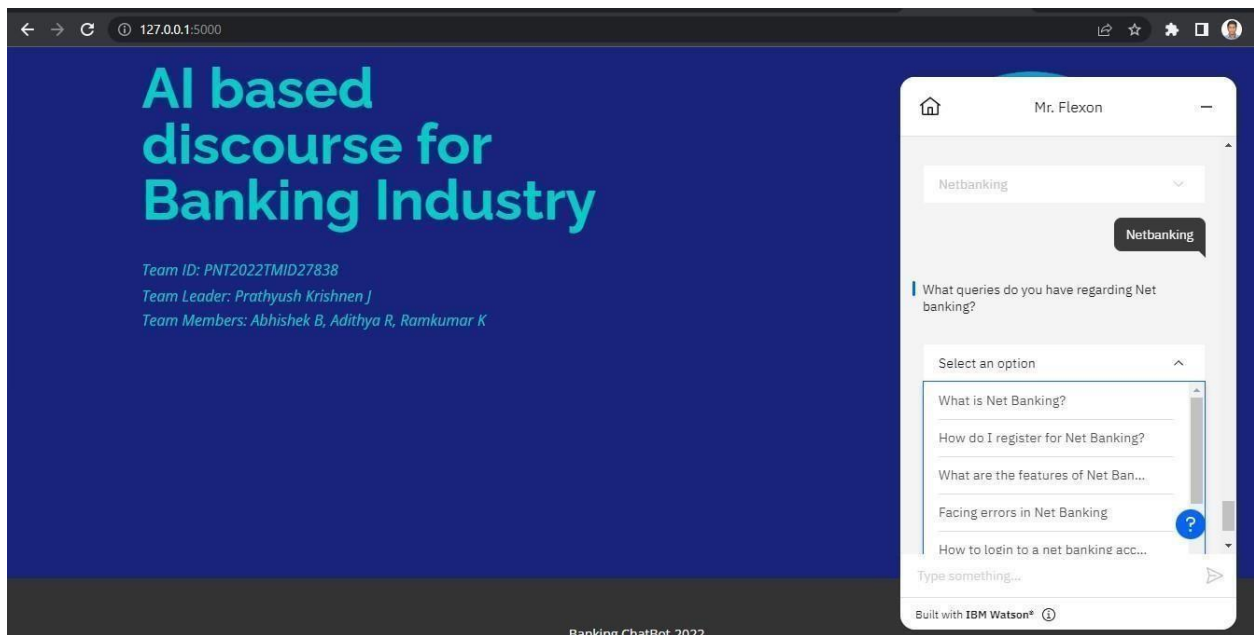 127.0.0.1:5000
AI based
discourse for
Banking Industry
Team ID: PNT2022TMID27838
Team Leader: Prathyush Krishnen J
Team Members: Abhishek B, Adithya R, Ramkumar K
Mr. Flexon
Netbanking
Netbanking
What queries do you have regarding Net
banking?
Select an option
What is Net Banking?
How do I register for Net Banking?
What are the features of Net Ban...
Facing errors in Net Banking
?
How to login to a net banking acc...
Type something...
Built with IBM Watson®
Banking ChatBot 2022